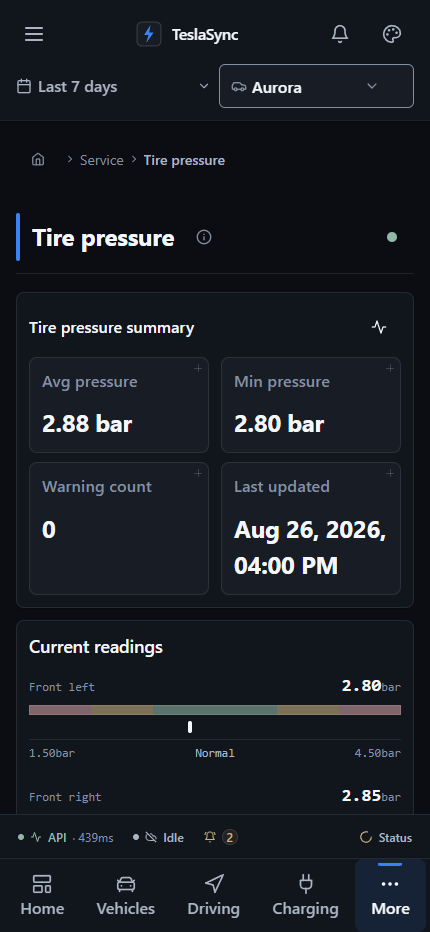 TeslaSync
Last 7 days
Aurora
Service
Tire pressure
Tire pressure
Tire pressure summary
Avg pressure
2.88 bar
Min pressure
2.80 bar
Warning count
0
Last updated
Aug 26, 2026,
04:00 PM
Current readings
Front left
2.80bar
1.50bar
Normal
4.50bar
Front right
2.85bar
API · 439ms
Idle
2
Status
Home
Vehicles
Driving
Charging
More